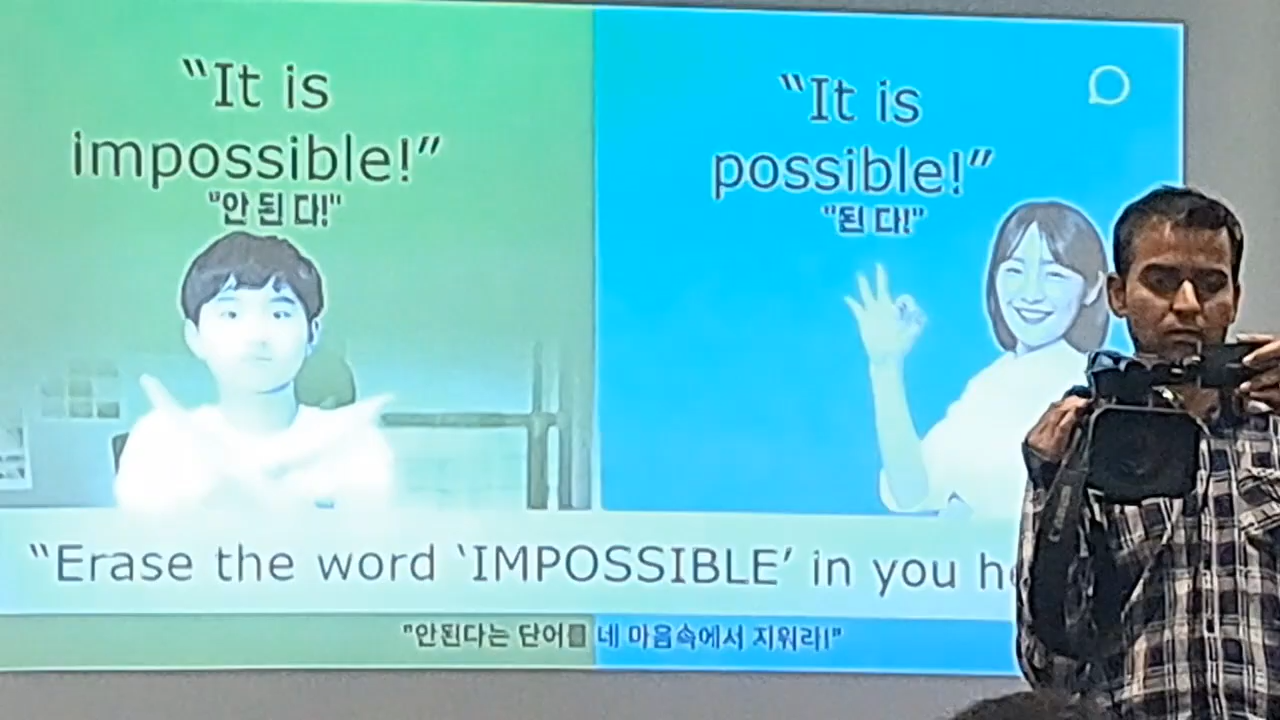 “It is
impossible!”
"안 된 다!"
“It is
possible!”
"된 다!"
“Erase the word ‘IMPOSSIBLE’ in you
"안된다는 단어를 네 마음속에서 지워라!"